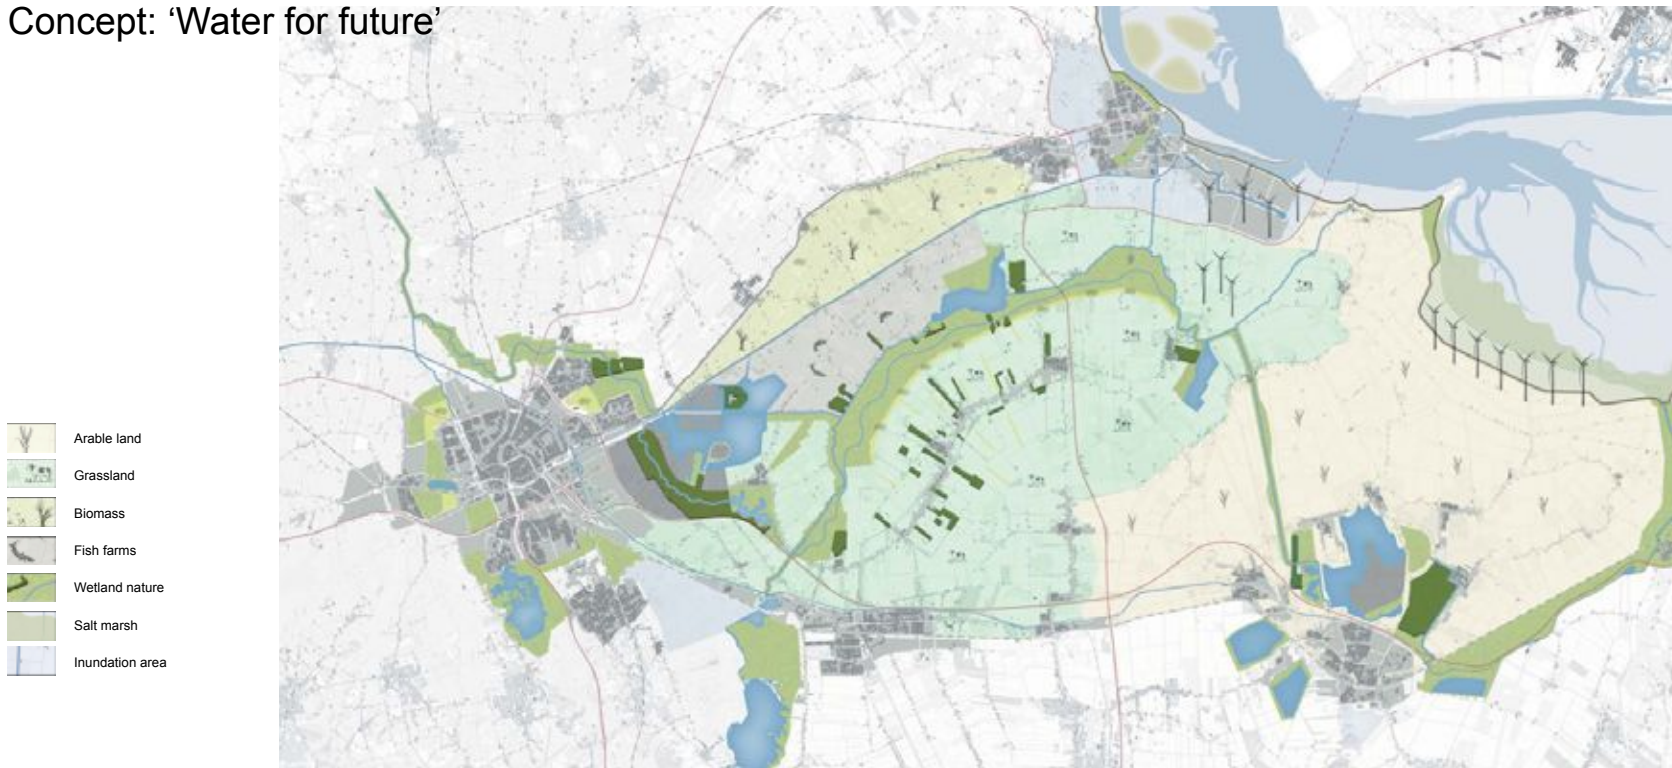 Concept: ‘Water for future’
Arable land
Grassland
Biomass
Fish farms
Wetland nature
Salt marsh
Inundation area